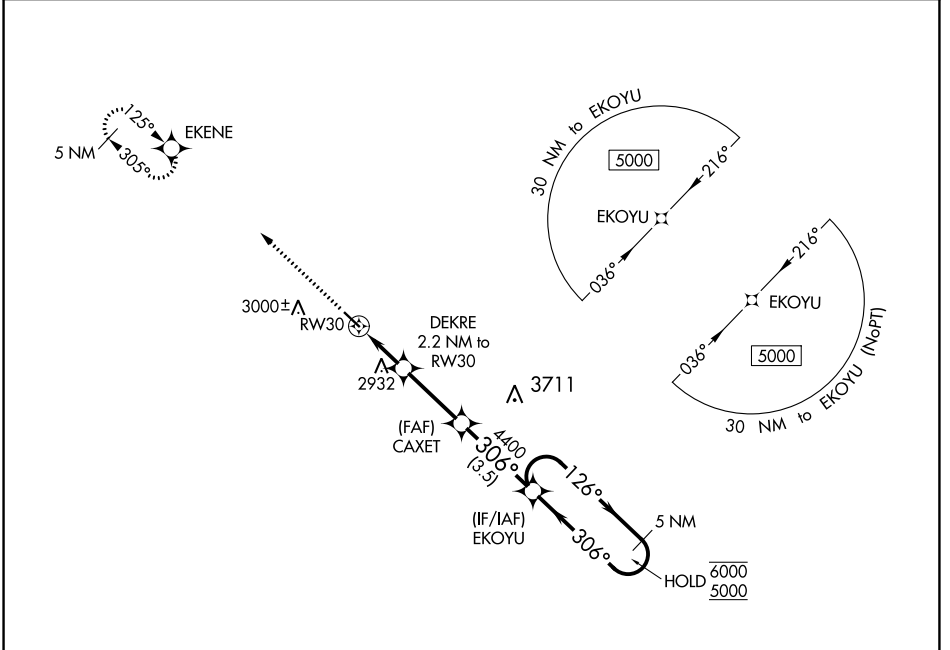 125°
EKENE
5 NM
305°
30 NM to EKOYU
5000
216°
EKOYU
036°
216°
EKOYU
036°
5000
30 NM to EKOYU (NoPT)
3000±
RW30
DEKRE
2.2 NM to
RW30
2932
3711
(FAF)
CAXET
4400
306°
(3.5)
126°
(IF/IAF)
EKOYU
5 NM
306°
HOLD 6000
5000